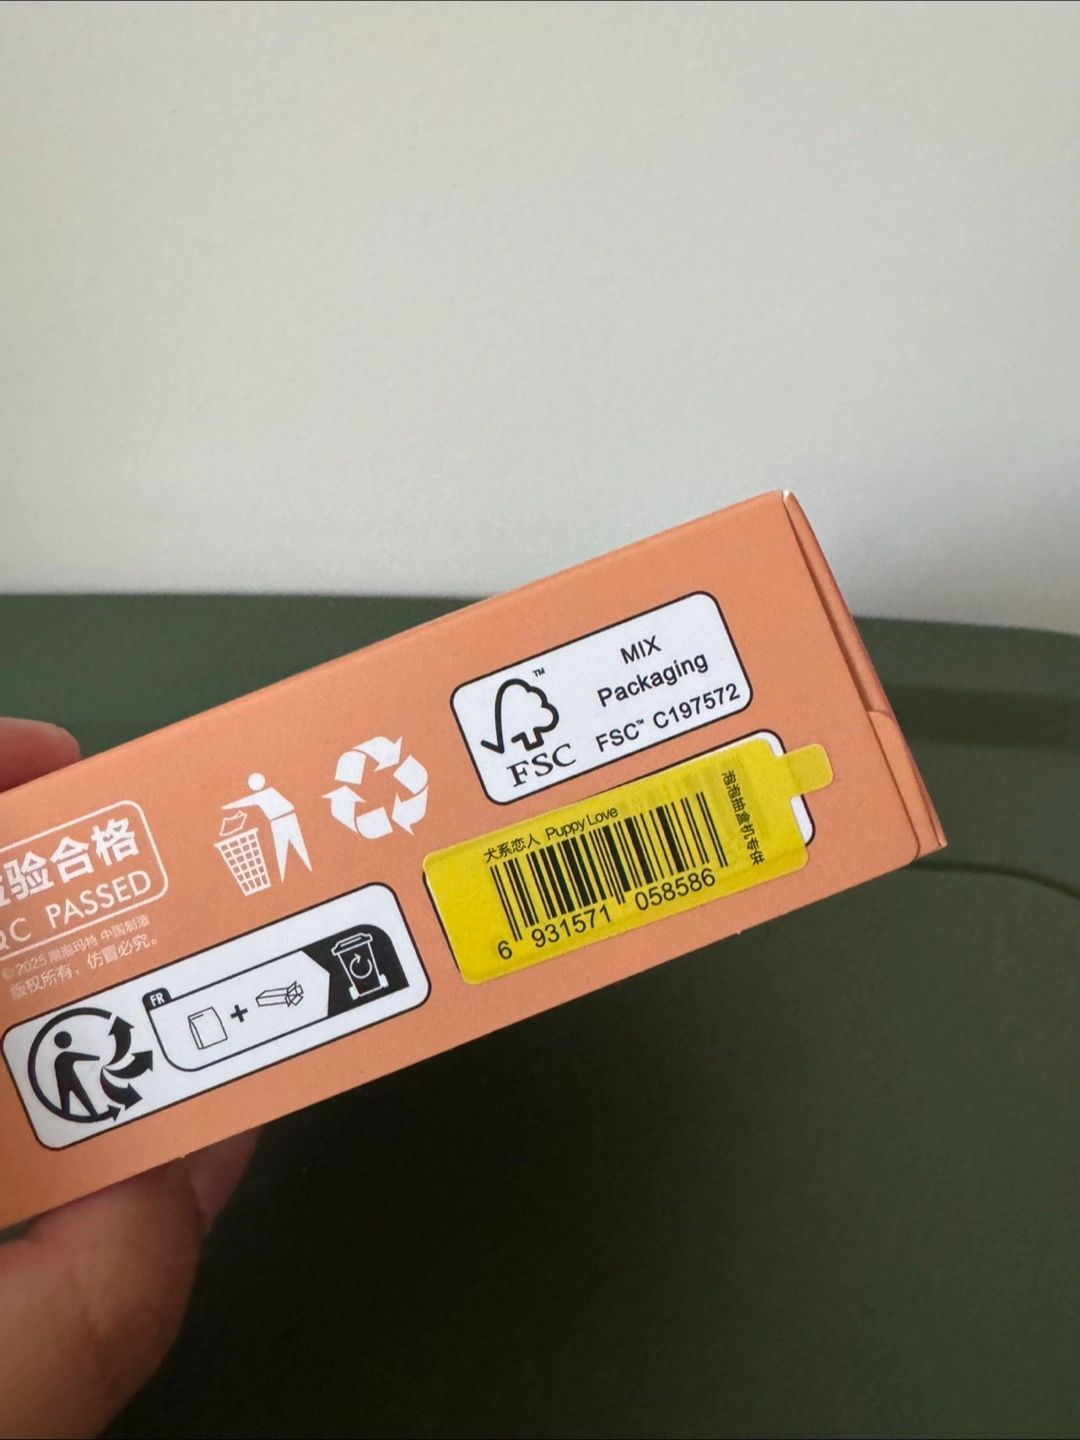 MIX
Packaging
FSC™ C197572
™
FSC
犬系恋人 Puppy Love
泡泡抽盒机专供
6 931571 058586
验合格
QC PASSED
© 2025 泡泡玛特 中国制造
版权所有，仿冒必究。
FR
+